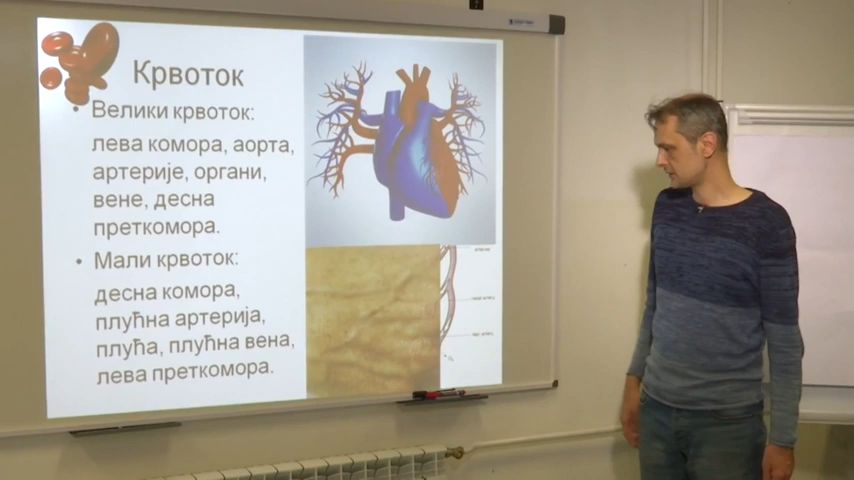 Крвоток
• Велики крвоток:
лева комора, аорта,
артерије, органи,
вене, десна
преткомора.
• Мали крвоток:
десна комора,
плућна артерија,
плућа, плућна вена,
лева преткомора.